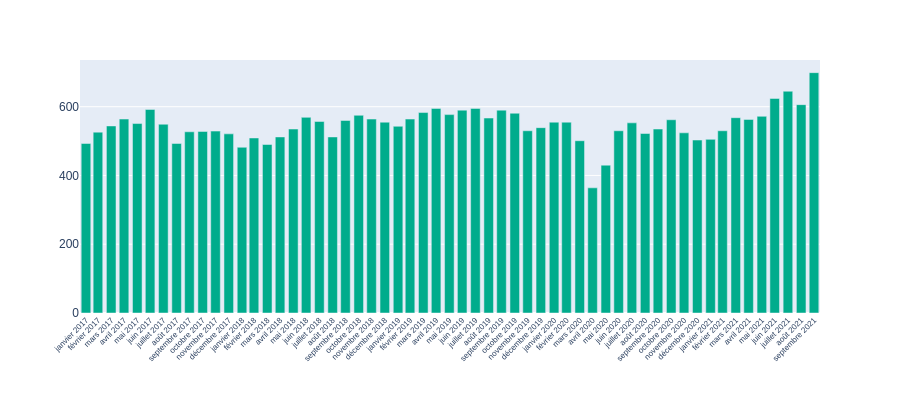 600
400
200
0
janvier 2017
février 2017
mars 2017
avril 2017
mai 2017
juin 2017
juillet 2017
août 2017
septembre 2017
octobre 2017
novembre 2017
décembre 2017
janvier 2018
février 2018
mars 2018
avril 2018
mai 2018
juin 2018
juillet 2018
août 2018
septembre 2018
octobre 2018
novembre 2018
décembre 2018
janvier 2019
février 2019
mars 2019
avril 2019
mai 2019
juin 2019
juillet 2019
août 2019
septembre 2019
octobre 2019
novembre 2019
décembre 2019
janvier 2020
février 2020
mars 2020
avril 2020
mai 2020
juin 2020
juillet 2020
août 2020
septembre 2020
octobre 2020
novembre 2020
décembre 2020
janvier 2021
février 2021
mars 2021
avril 2021
mai 2021
juin 2021
juillet 2021
août 2021
septembre 2021